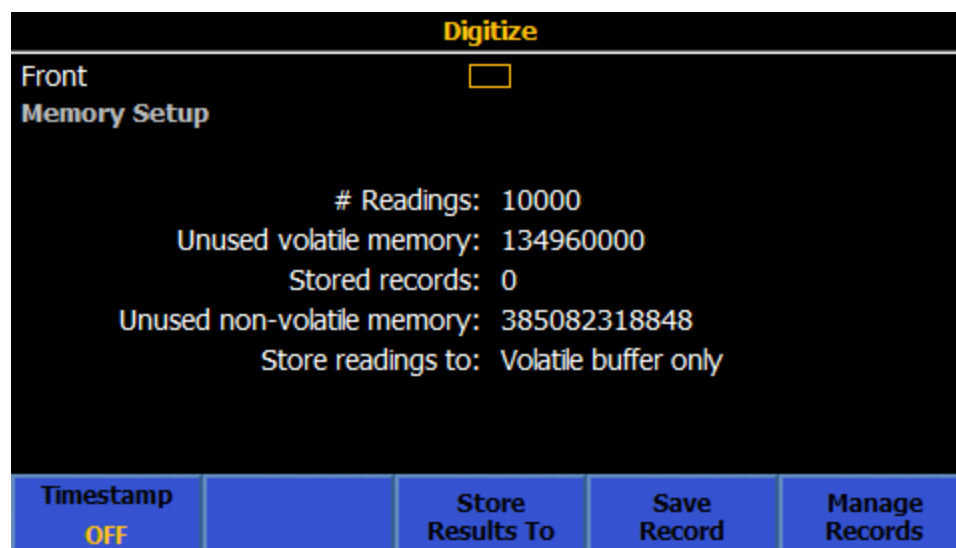 Digitize
Front
Memory Setup
# Readings: 10000
Unused volatile memory: 134960000
Stored records: 0
Unused non-volatile memory: 385082318848
Store readings to: Volatile buffer only
Timestamp
OFF
Store
Results To
Save
Record
Manage
Records